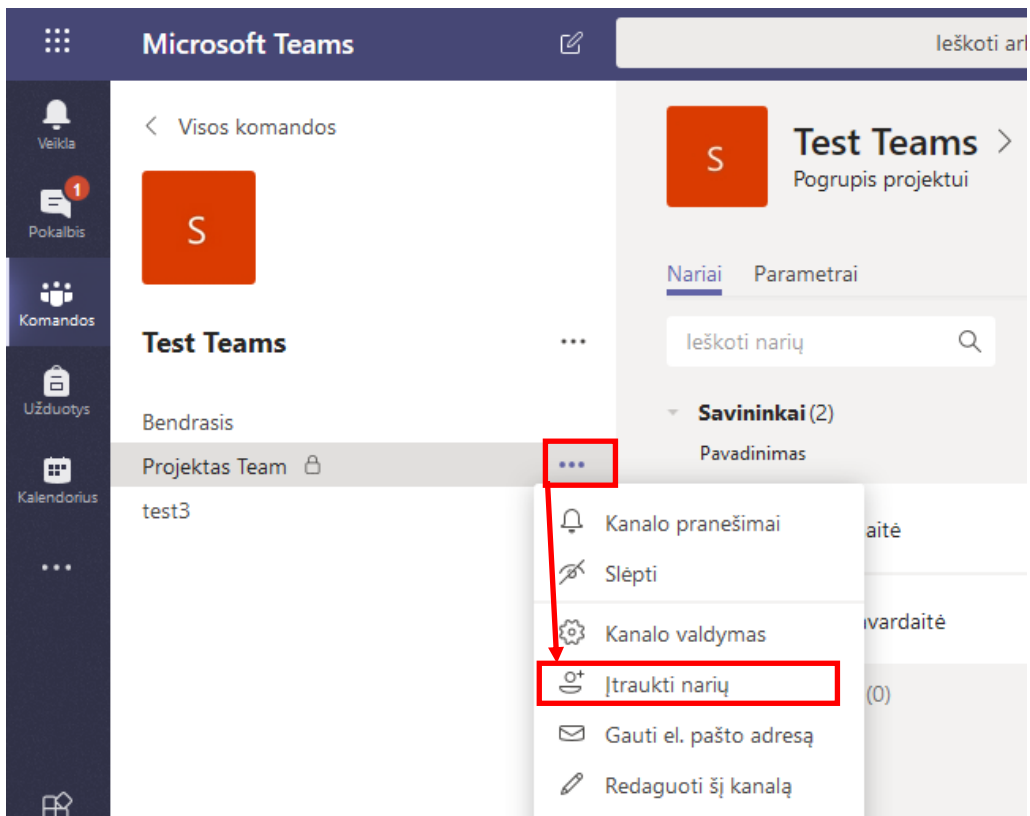 Microsoft Teams
Ieškoti
Veikla
1
Pokalbis
Komandos
Užduotys
Kalendorius
Visos komandos
S
Test Teams
Bendrasis
Projektas Team
test3
S
Test Teams
Pogrupis projektui
Nariai Parametrai
Ieškoti narių
Savininkai (2)
Pavadinimas
aitė
vardaitė
(0)
Kanalo pranešimai
Slėpti
Kanalo valdymas
Įtraukti narių
Gauti el. pašto adresą
Redaguoti šį kanalą